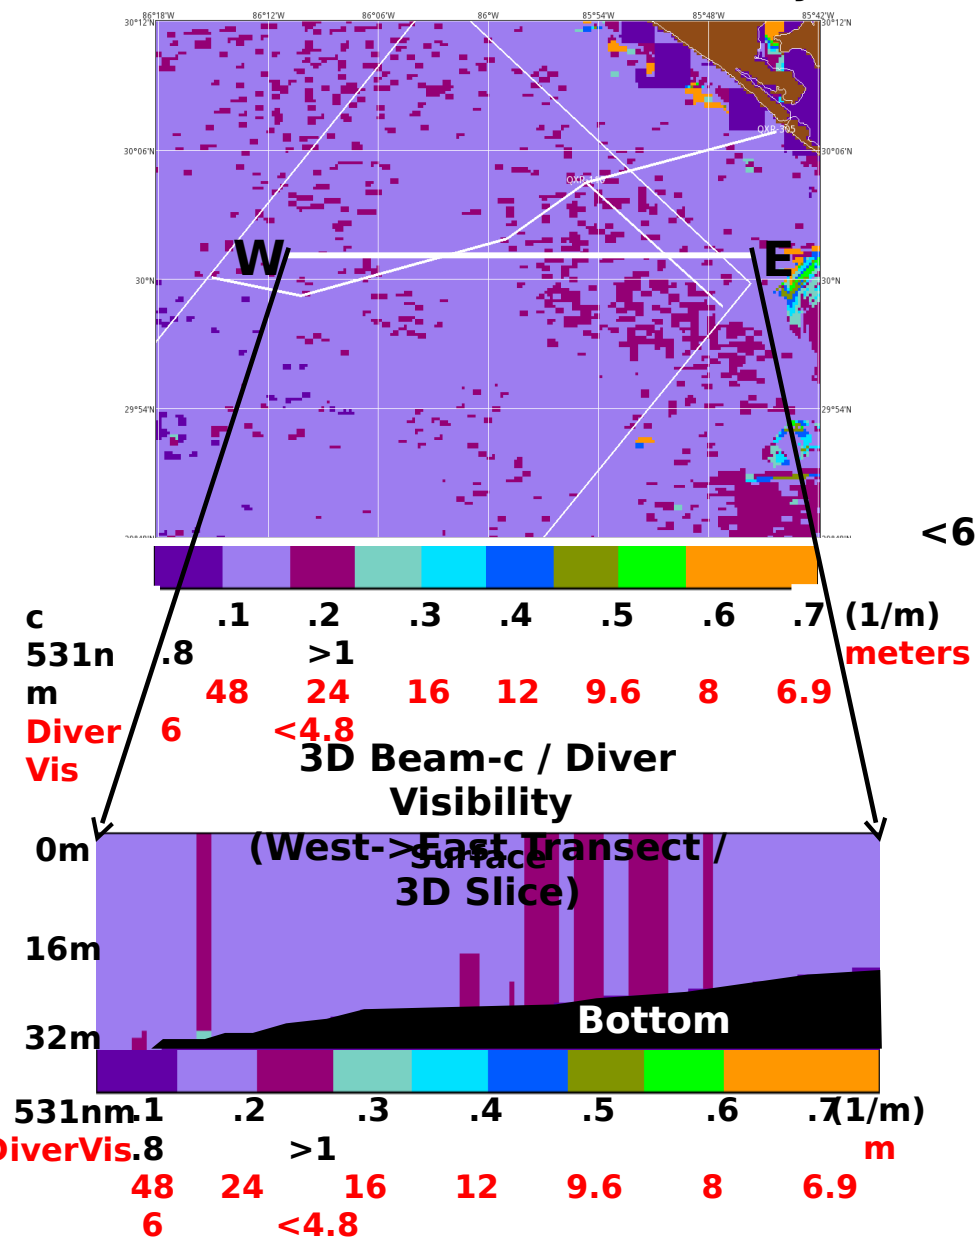 86°18'W 86°12'W 86°06'W 86°W 85°54'W 85°48'W 85°42'W
30°12'N 30°12'N
OXR-305
30°06'N 30°06'N
W E
30°N 30°N
29°54'N 29°54'N
<6
c .1 .2 .3 .4 .5 .6 .7 (1/m)
531n .8 >1 meters
m 48 24 16 12 9.6 8 6.9
Diver 6 <4.8
Vis
3D Beam-c / Diver
Visibility
(West->East Transect /
Surface
3D Slice)
0m
16m
32m
Bottom
531nm .1 .2 .3 .4 .5 .6 .7 (1/m)
DiverVis .8 >1 m
48 24 16 12 9.6 8 6.9
6 <4.8